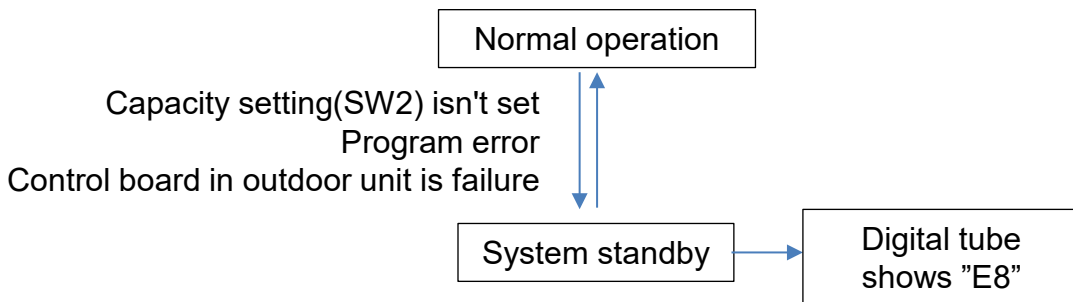 Normal operation
Capacity setting(SW2) isn't set
Program error
Control board in outdoor unit is failure
System standby
Digital tube
shows ”E8”